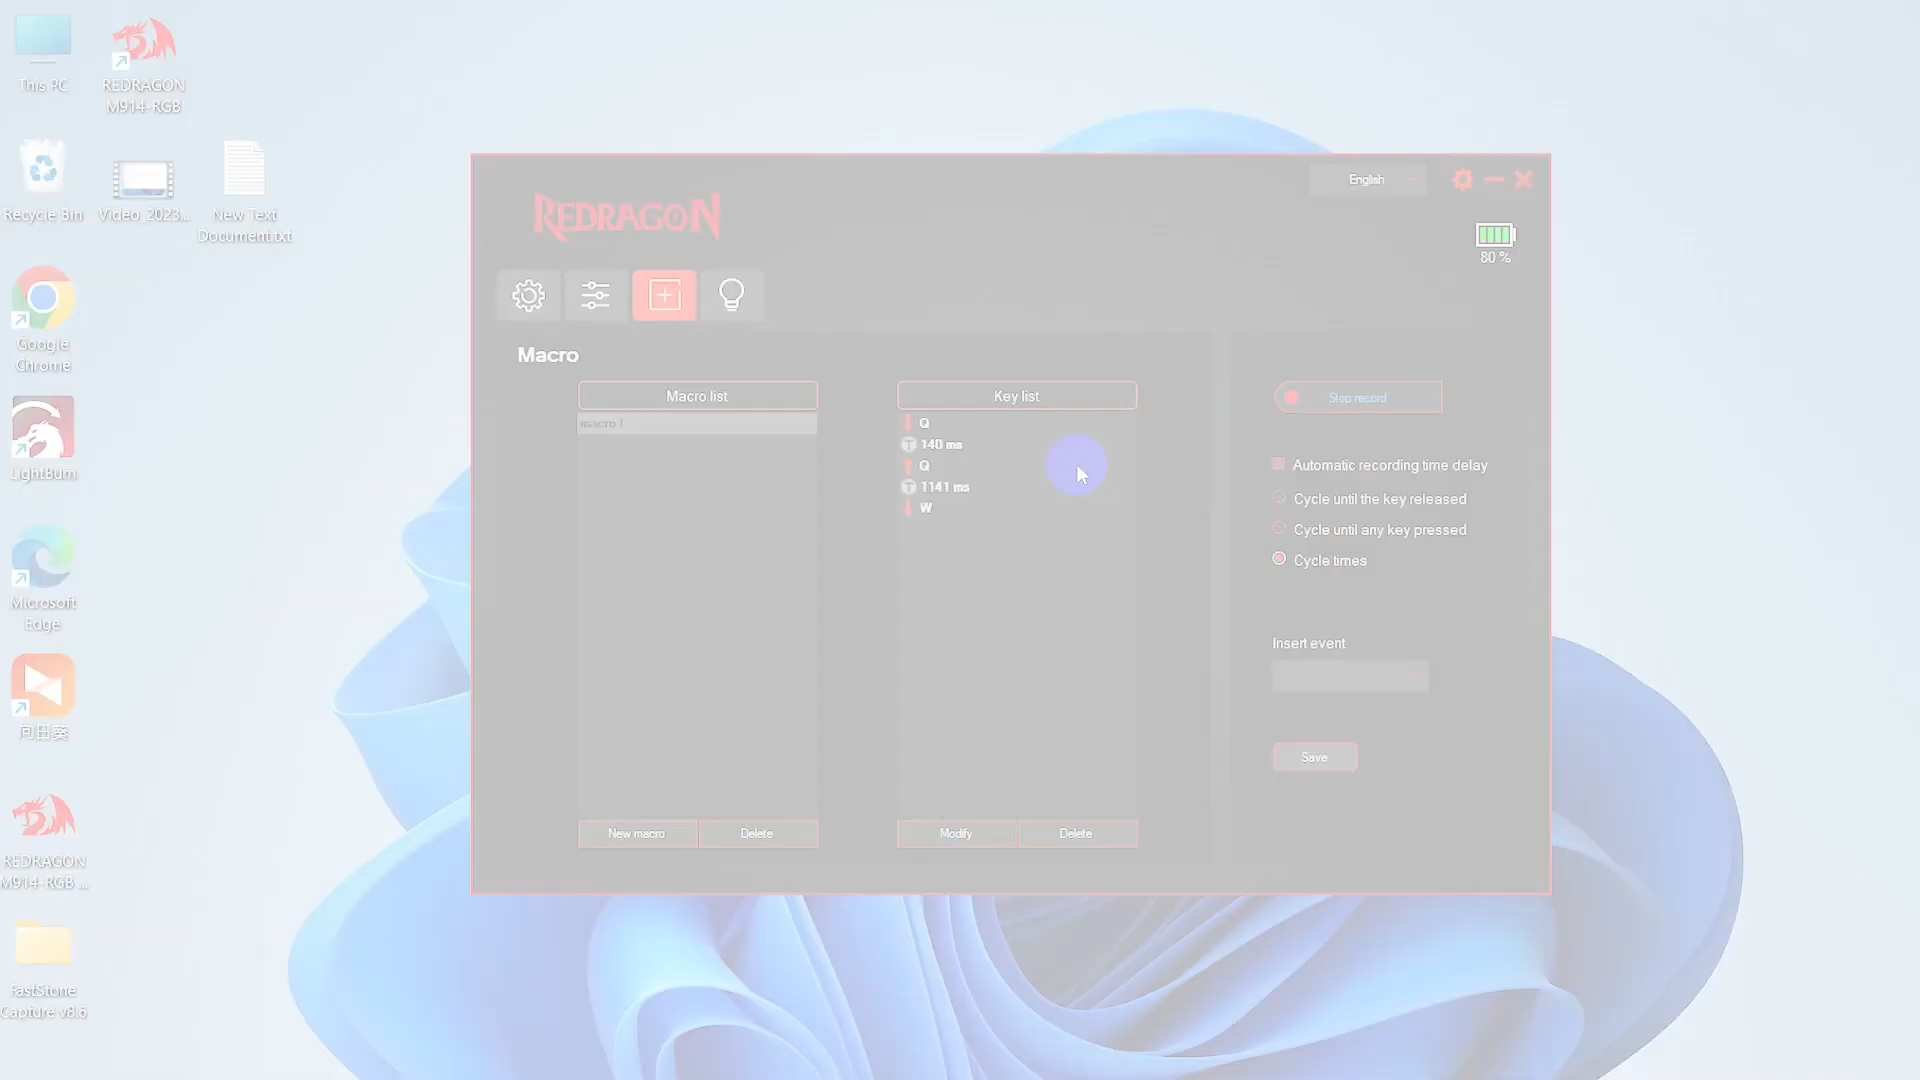 This PC
REDRAGON
M914-RGB
Recycle Bin
Video_2023...
New Text
Document.txt
Google
Chrome
LightBurn
Microsoft
Edge
向日葵
REDRAGON
M914-RGB ...
FastStone
Capture v8.6
REDRAGON
English
80 %
Macro
Macro list
macro 1
New macro
Delete
Key list
Q
140 ms
Q
1141 ms
W
Modify
Delete
Stop record
Automatic recording time delay
Cycle until the key released
Cycle until any key pressed
Cycle times
Insert event
Save